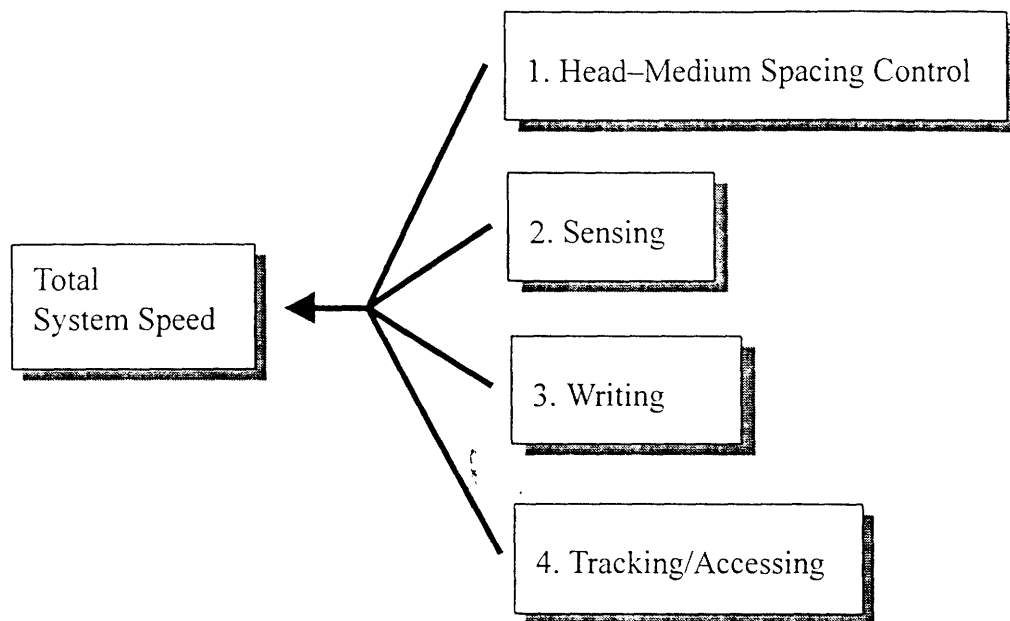 1. Head–Medium Spacing Control
2. Sensing
Total
System Speed
3. Writing
4. Tracking/Accessing